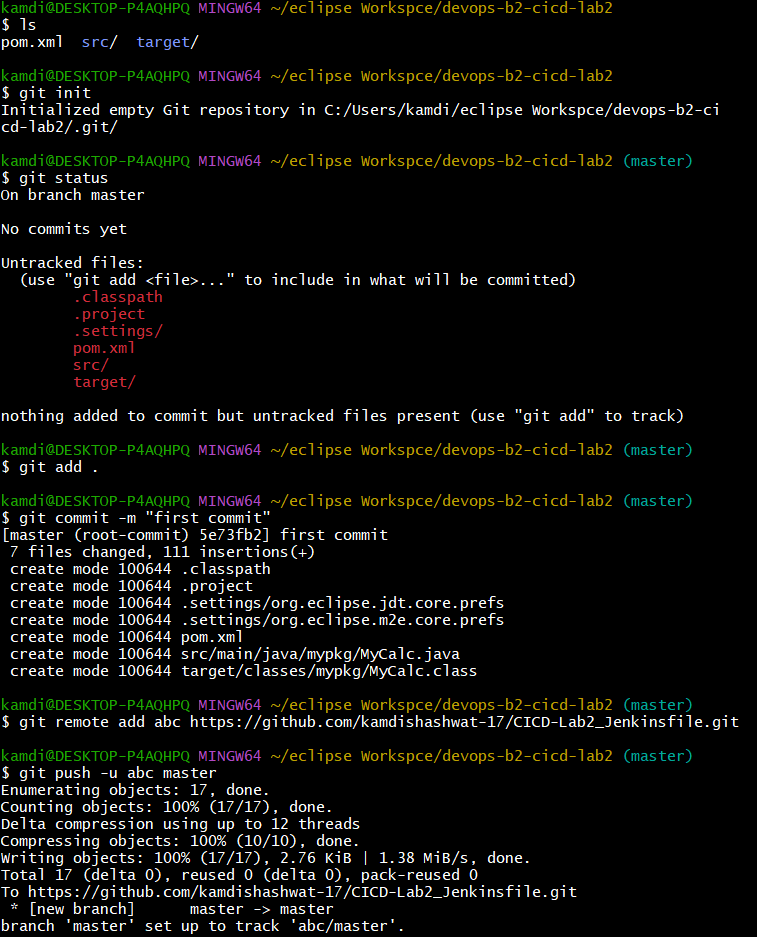 kamdi@DESKTOP-P4AQHPQ MINGW64 ~/eclipse Workspce/devops-b2-cicd-lab2
$ ls
pom.xml  src/  target/
kamdi@DESKTOP-P4AQHPQ MINGW64 ~/eclipse Workspce/devops-b2-cicd-lab2
$ git init
Initialized empty Git repository in C:/Users/kamdi/eclipse Workspce/devops-b2-ci
cd-lab2/.git/
kamdi@DESKTOP-P4AQHPQ MINGW64 ~/eclipse Workspce/devops-b2-cicd-lab2 (master)
$ git status
On branch master
No commits yet
Untracked files:
  (use "git add <file>..." to include in what will be committed)
        .classpath
        .project
        .settings/
        pom.xml
        src/
        target/
nothing added to commit but untracked files present (use "git add" to track)
kamdi@DESKTOP-P4AQHPQ MINGW64 ~/eclipse Workspce/devops-b2-cicd-lab2 (master)
$ git add .
kamdi@DESKTOP-P4AQHPQ MINGW64 ~/eclipse Workspce/devops-b2-cicd-lab2 (master)
$ git commit -m "first commit"
[master (root-commit) 5e73fb2] first commit
 7 files changed, 111 insertions(+)
 create mode 100644 .classpath
 create mode 100644 .project
 create mode 100644 .settings/org.eclipse.jdt.core.prefs
 create mode 100644 .settings/org.eclipse.m2e.core.prefs
 create mode 100644 pom.xml
 create mode 100644 src/main/java/mypkg/MyCalc.java
 create mode 100644 target/classes/mypkg/MyCalc.class
kamdi@DESKTOP-P4AQHPQ MINGW64 ~/eclipse Workspce/devops-b2-cicd-lab2 (master)
$ git remote add abc https://github.com/kamdishashwat-17/CICD-Lab2_Jenkinsfile.git
kamdi@DESKTOP-P4AQHPQ MINGW64 ~/eclipse Workspce/devops-b2-cicd-lab2 (master)
$ git push -u abc master
Enumerating objects: 17, done.
Counting objects: 100% (17/17), done.
Delta compression using up to 12 threads
Compressing objects: 100% (10/10), done.
Writing objects: 100% (17/17), 2.76 KiB | 1.38 MiB/s, done.
Total 17 (delta 0), reused 0 (delta 0), pack-reused 0
To https://github.com/kamdishashwat-17/CICD-Lab2_Jenkinsfile.git
 * [new branch]      master -> master
branch 'master' set up to track 'abc/master'.